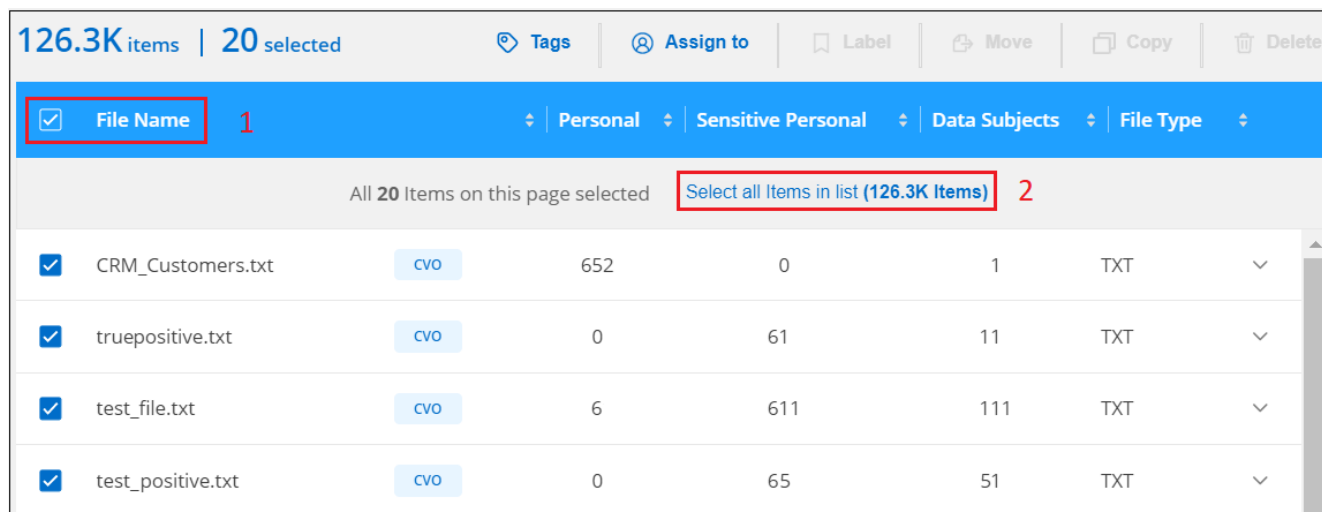 126.3K items | 20 selected Tags Assign to Label Move Copy Delete
File Name 1 Personal Sensitive Personal Data Subjects File Type
All 20 Items on this page selected Select all Items in list (126.3K Items) 2
CRM_Customers.txt CVO 652 0 1 TXT
truepositive.txt CVO 0 61 11 TXT
test_file.txt CVO 6 611 111 TXT
test_positive.txt CVO 0 65 51 TXT